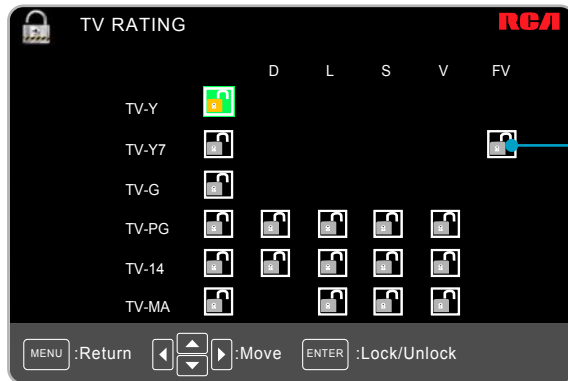 TV RATING
RCA
D L S V FV
TV-Y
TV-Y7
TV-G
TV-PG
TV-14
TV-MA
MENU :Return :Move ENTER :Lock/Unlock